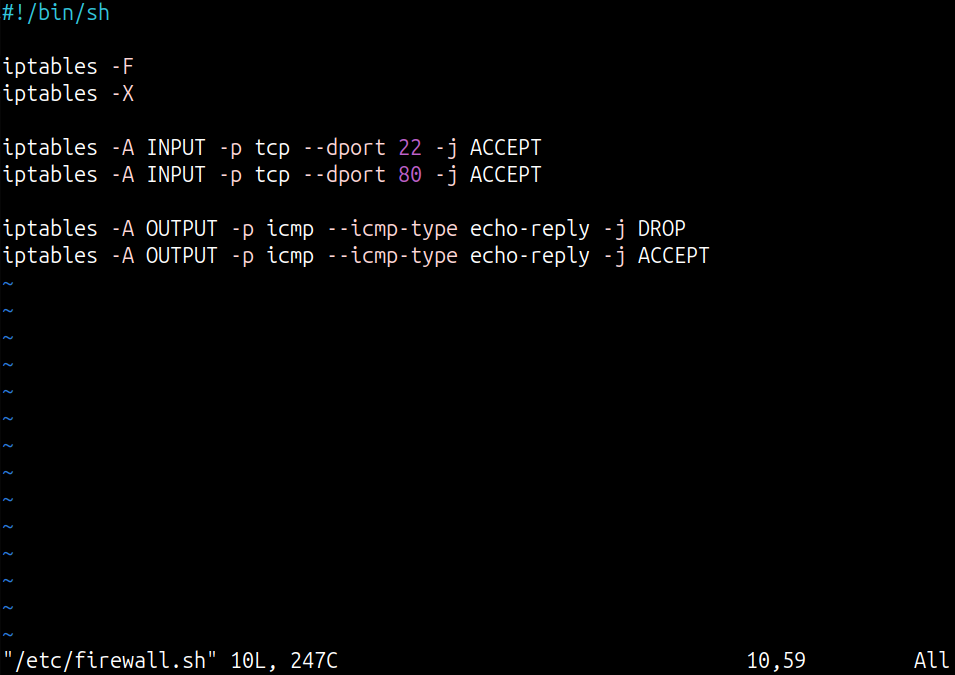 #!/bin/sh
iptables -F
iptables -X
iptables -A INPUT -p tcp --dport 22 -j ACCEPT
iptables -A INPUT -p tcp --dport 80 -j ACCEPT
iptables -A OUTPUT -p icmp --icmp-type echo-reply -j DROP
iptables -A OUTPUT -p icmp --icmp-type echo-reply -j ACCEPT
~
~
~
~
~
~
~
~
~
~
~
~
~
~
"/etc/firewall.sh" 10L, 247C 10,59 All